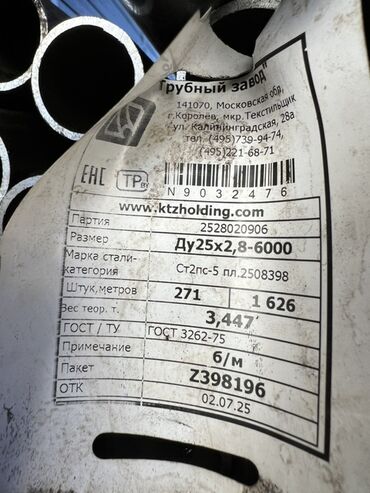 Трубный завод"
141070, Московская обл,
г.Королев, мкр.Текстильщик
ул. Калининградская, 28а
тел. (495)739-94-74,
(495)221-68-71
ЕАС ТР
N9032476
www.ktzholding.com
Партия 2528020906
Размер Ду25х2,8-6000
Марка стали-категория Ст2пс-5 пл.2508398
Штук,метров 271 1 626
Вес теор. т. 3,447
ГОСТ / ТУ ГОСТ 3262-75
Примечание б/м
Пакет Z398196
ОТК 02.07.25